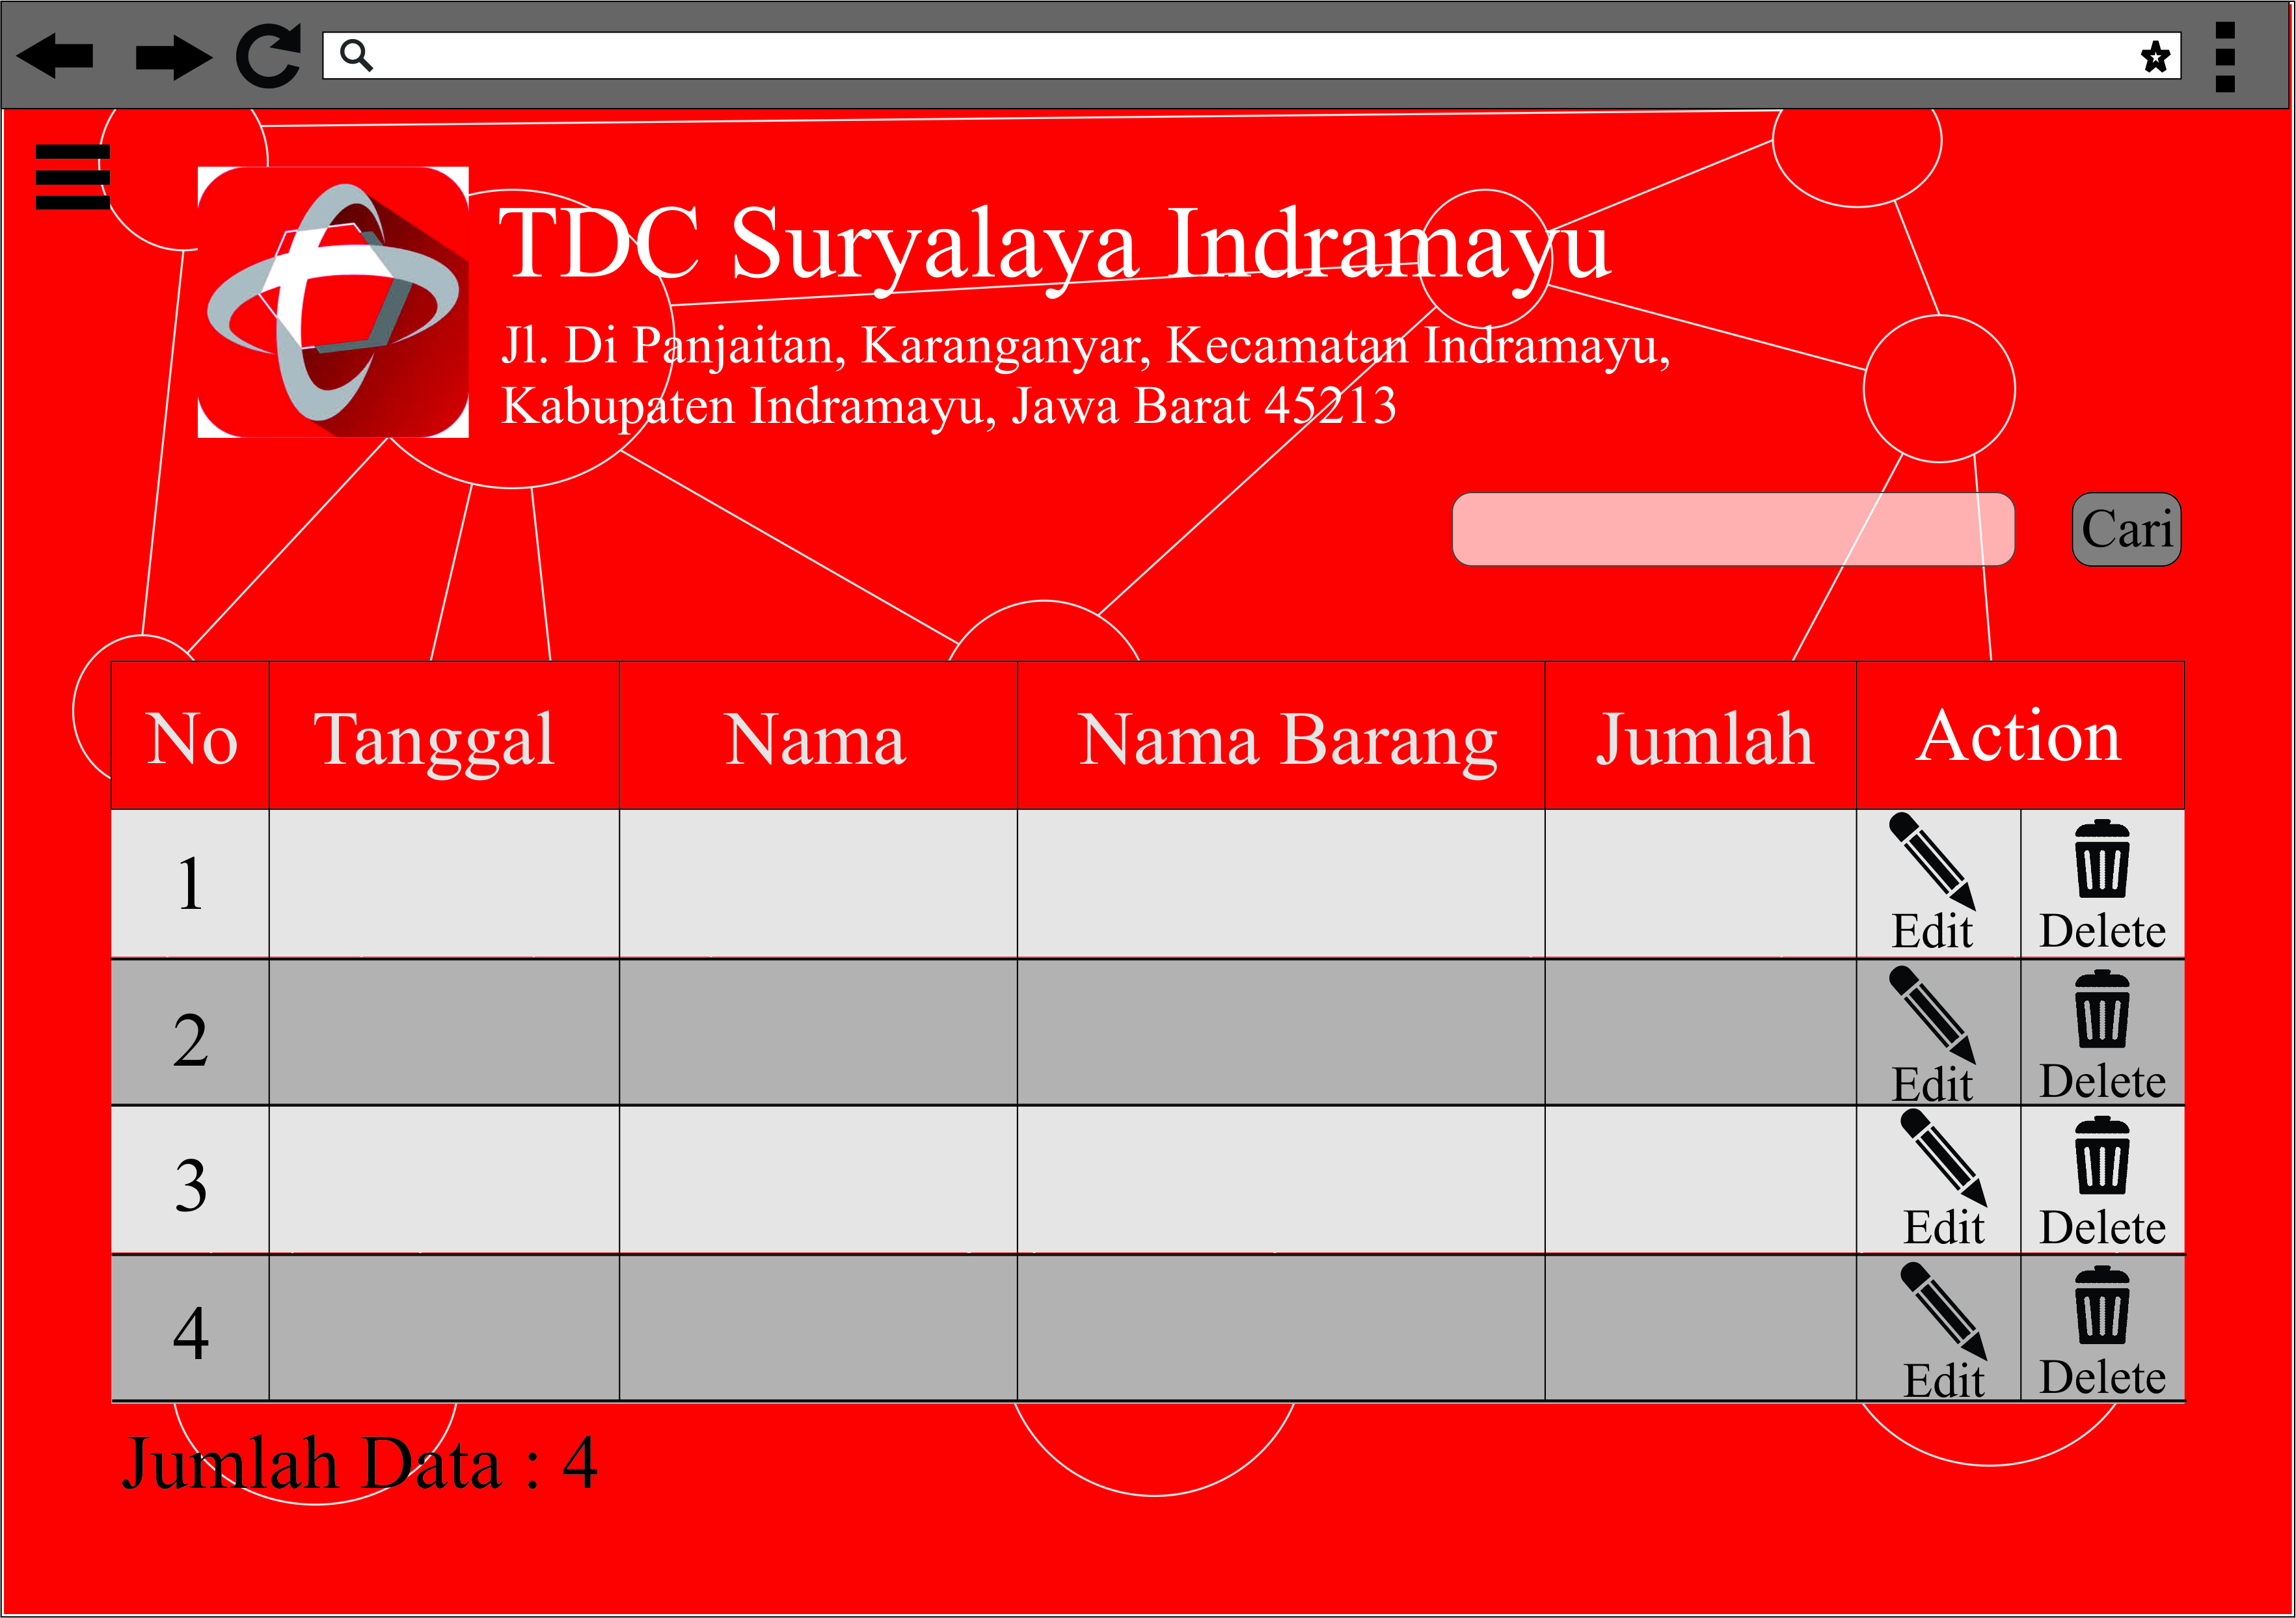 TDC Suryalaya Indramayu
Jl. Di Panjaitan, Karanganyar, Kecamatan Indramayu,
Kabupaten Indramayu, Jawa Barat 45213
Cari
No Tanggal Nama Nama Barang Jumlah Action
1 Edit Delete
2 Edit Delete
3 Edit Delete
4 Edit Delete
Jumlah Data : 4